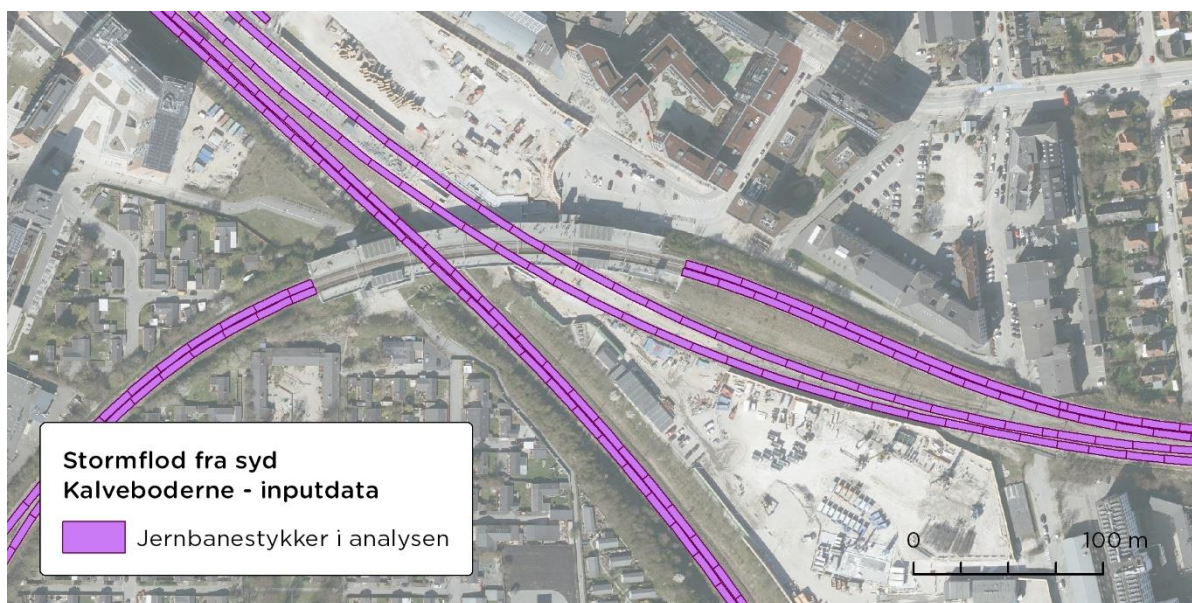 Stormflod fra syd
Kalveboderne - inputdata
Jernbanestykker i analysen
0 100 m